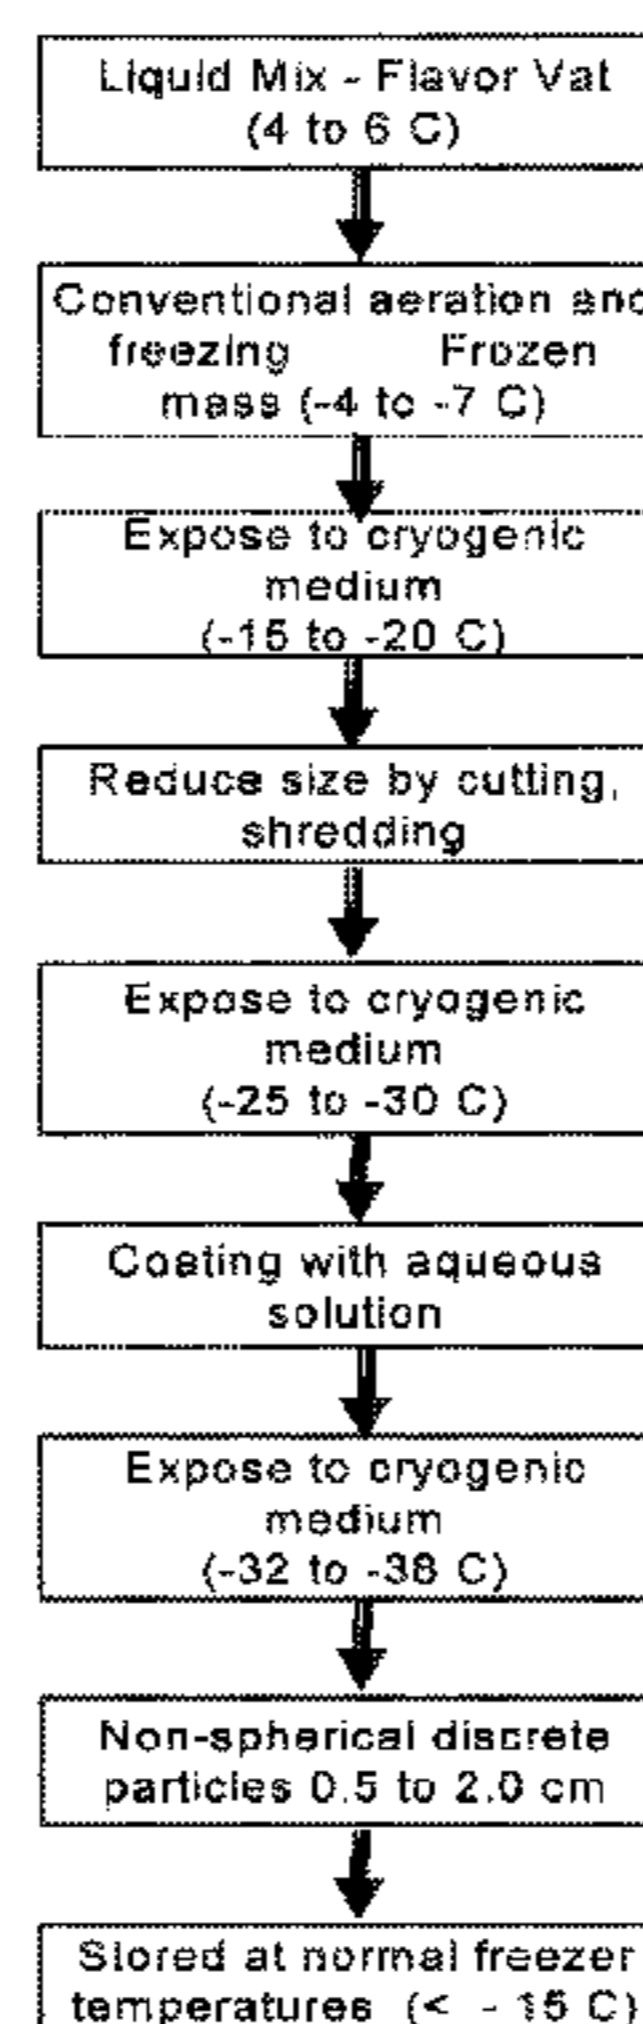 Liquid Mix - Flavor Vat
(4 to 6 C)
Conventional aeration and
freezing Frozen
mass (-4 to -7 C)
Expose to cryogenic
medium
(-15 to -20 C)
Reduce size by cutting,
shredding
Expose to cryogenic
medium
(-25 to -30 C)
Coating with aqueous
solution
Expose to cryogenic
medium
(-32 to -38 C)
Non-spherical discrete
particles 0.5 to 2.0 cm
Stored at normal freezer
temperatures (< - 15 C)